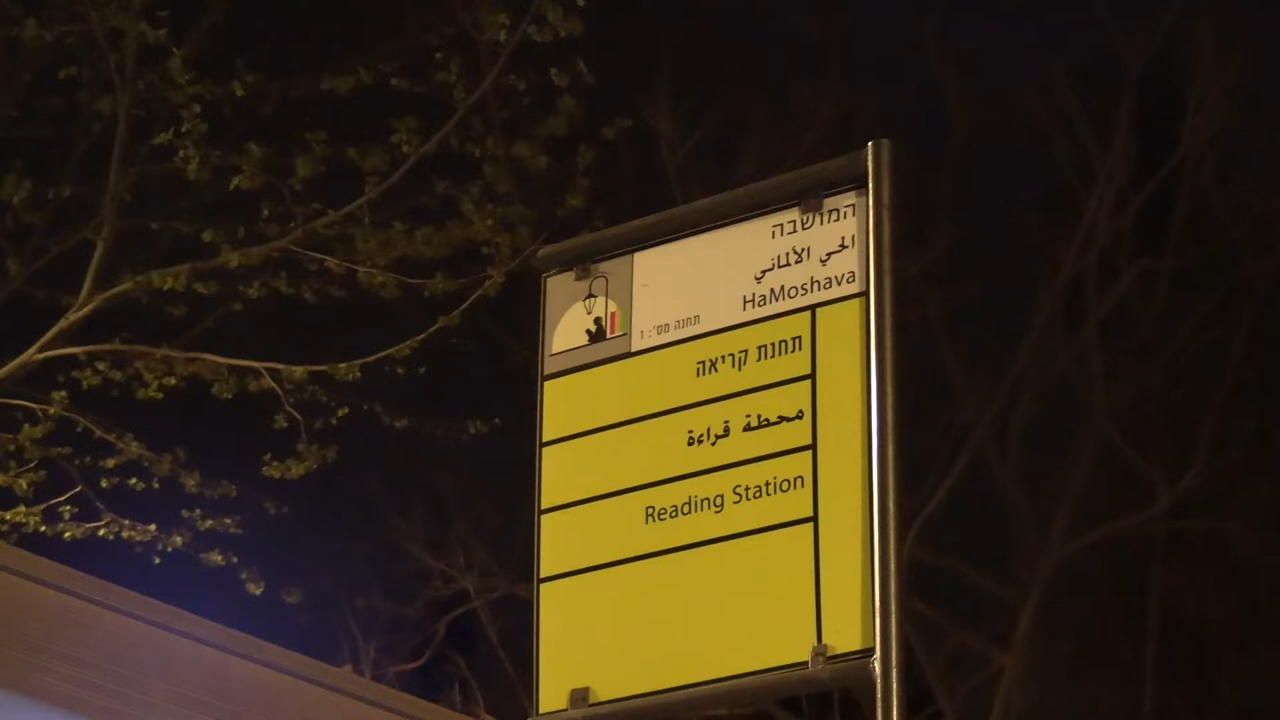 המושבה
الحي الألماني
HaMoshava
תחנה מס': 1
תחנת קריאה
محطة قراءة
Reading Station